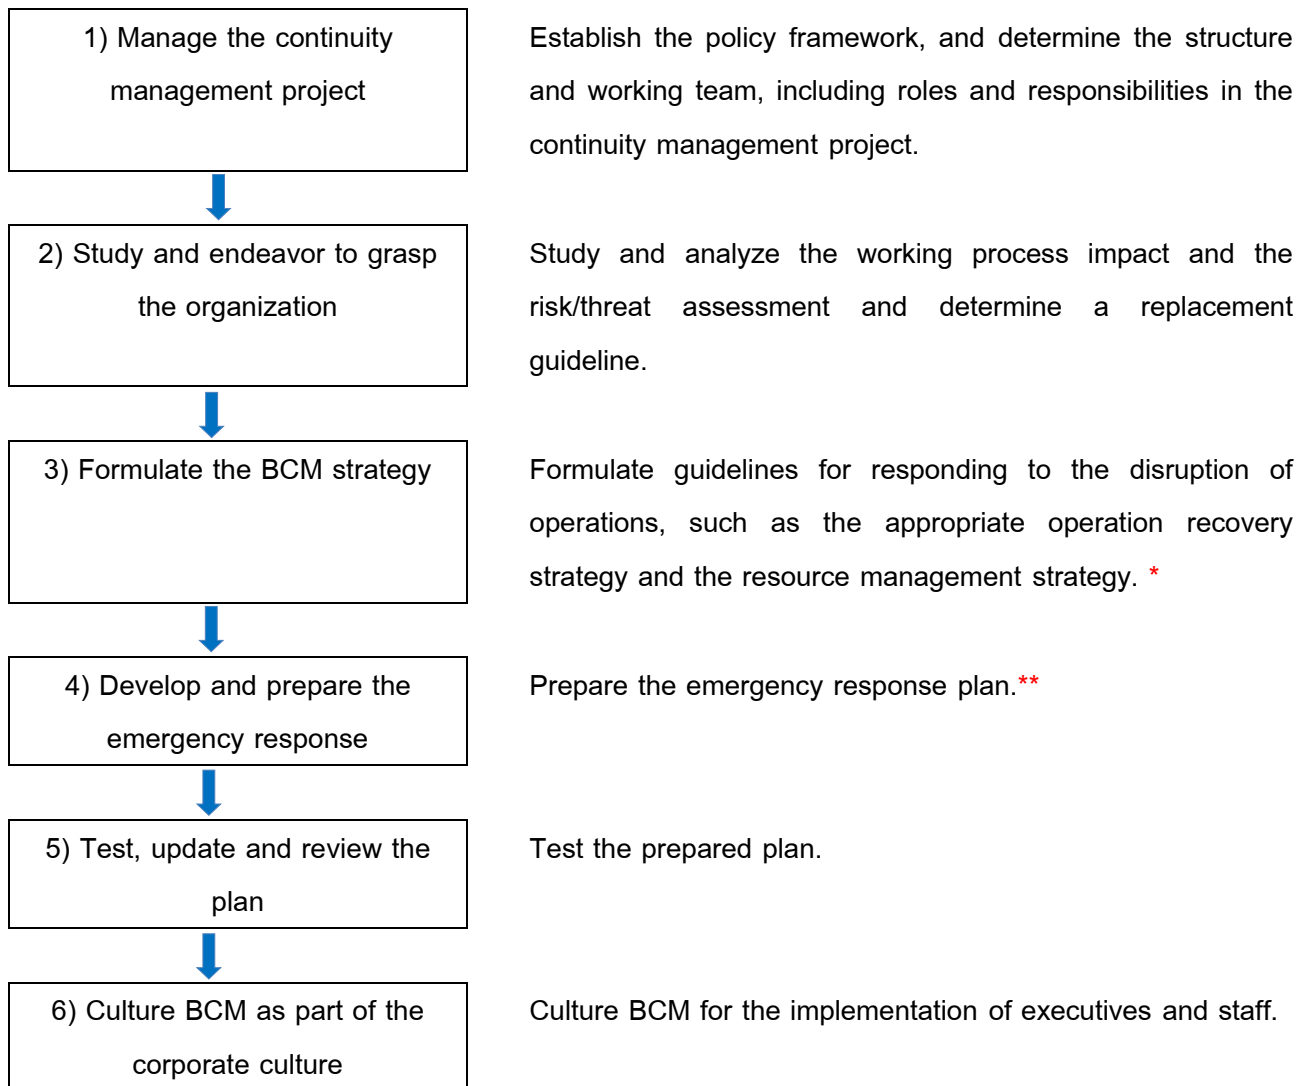 1) Manage the continuity
management project
Establish the policy framework, and determine the structure
and working team, including roles and responsibilities in the
continuity management project.
2) Study and endeavor to grasp
the organization
Study and analyze the working process impact and the
risk/threat assessment and determine a replacement
guideline.
3) Formulate the BCM strategy
Formulate guidelines for responding to the disruption of
operations, such as the appropriate operation recovery
strategy and the resource management strategy. *
4) Develop and prepare the
emergency response
Prepare the emergency response plan.**
5) Test, update and review the
plan
Test the prepared plan.
6) Culture BCM as part of the
corporate culture
Culture BCM for the implementation of executives and staff.